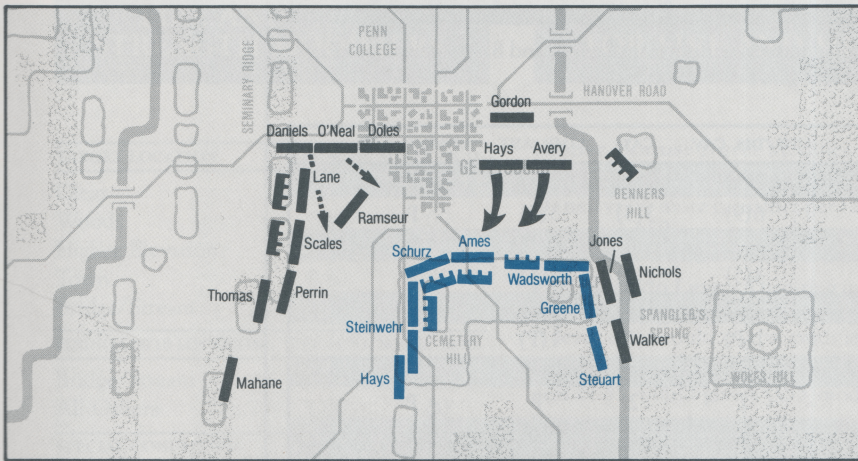 PENN
COLLEGE
SEMINARY RIDGE
HANOVER ROAD
Gordon
Daniels
O'Neal
Doles
Hays
Avery
BENNERS
HILL
Lane
Ramseur
Scales
Schurz
Ames
Jones
Wadsworth
Nichols
Thomas
Perrin
Greene
SPANGLER'S
SPRING
Steinwehr
CEMETERY
HILL
Walker
Mahane
Hays
Steuart
WOLFS HILL